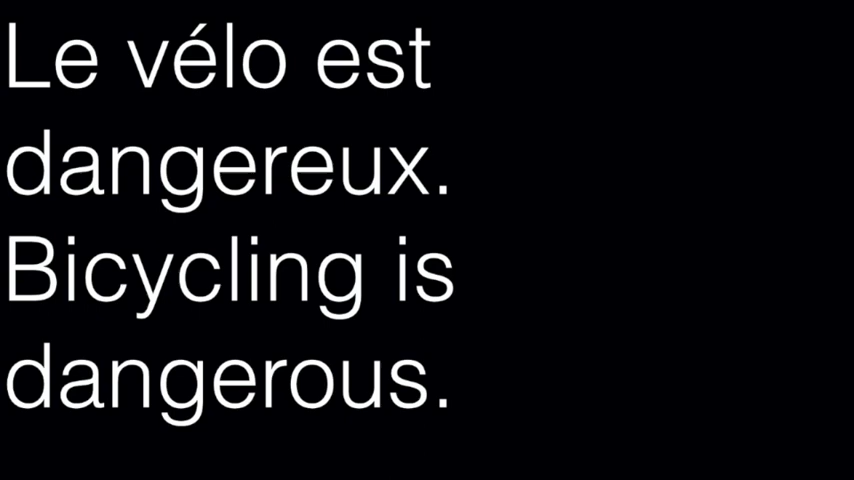 Le vélo est
dangereux.
Bicycling is
dangerous.